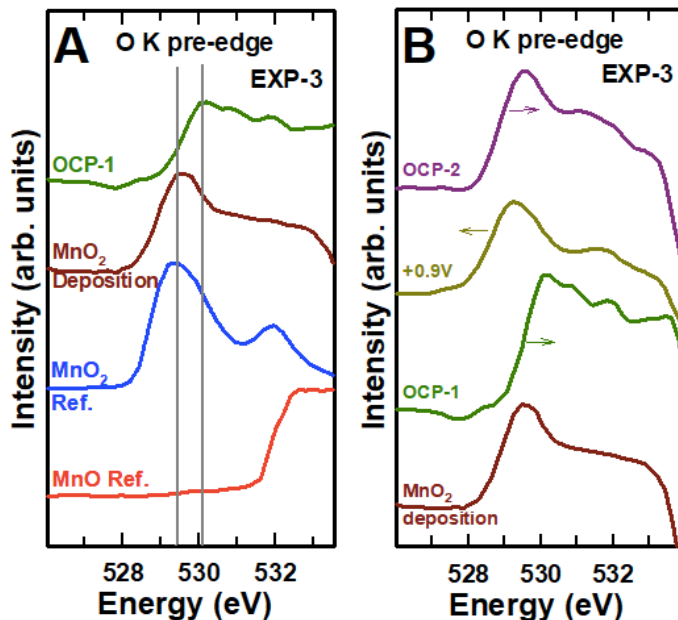 A
O K pre-edge
EXP-3
OCP-1
MnO₂
Deposition
MnO₂
Ref.
MnO Ref.
Intensity (arb. units)
528 530 532
Energy (eV)
B
O K pre-edge
EXP-3
OCP-2
+0.9V
OCP-1
MnO₂
deposition
Intensity (arb. units)
528 530 532
Energy (eV)